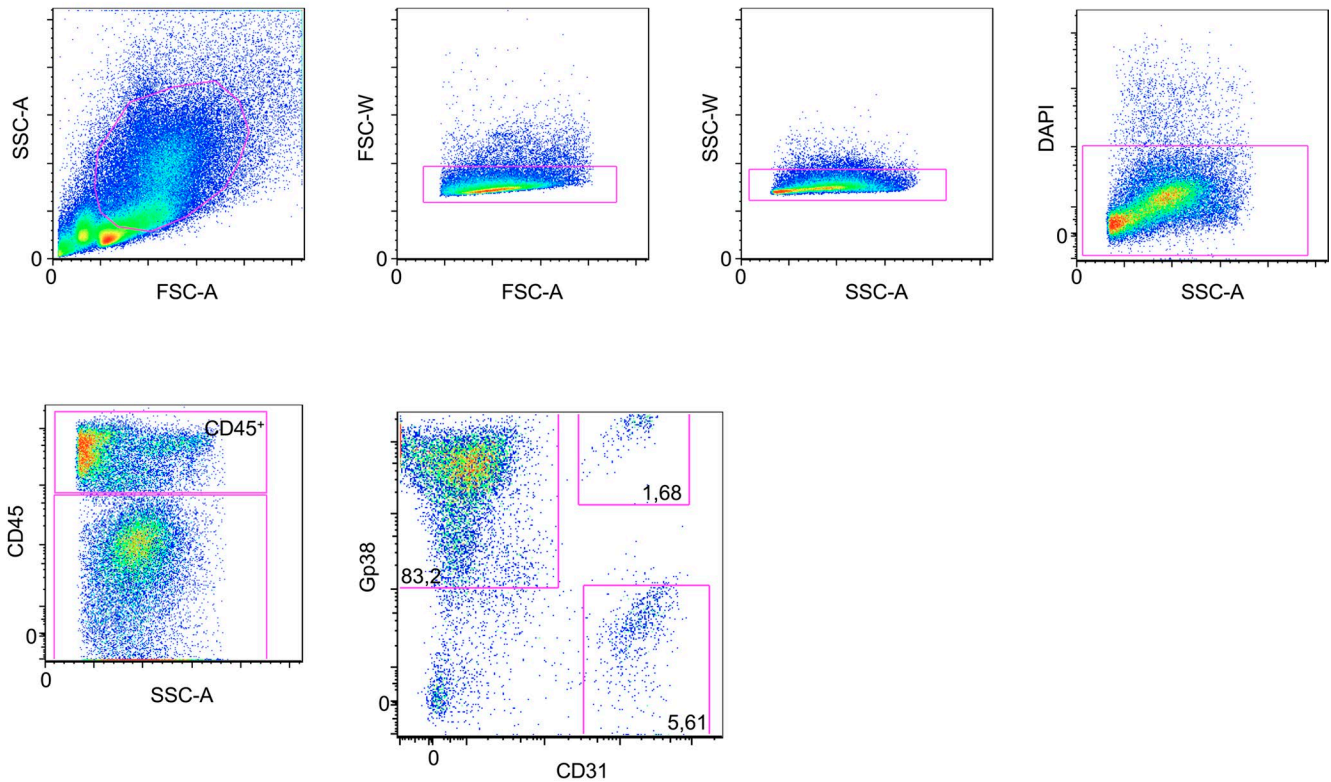 SSC-A
0
FSC-A
FSC-W
0
FSC-A
SSC-W
0
0
SSC-A
DAPI
0
0
SSC-A
CD45
CD45+
0
0
SSC-A
Gp38
1,68
83,2
0
5,61
0
CD31